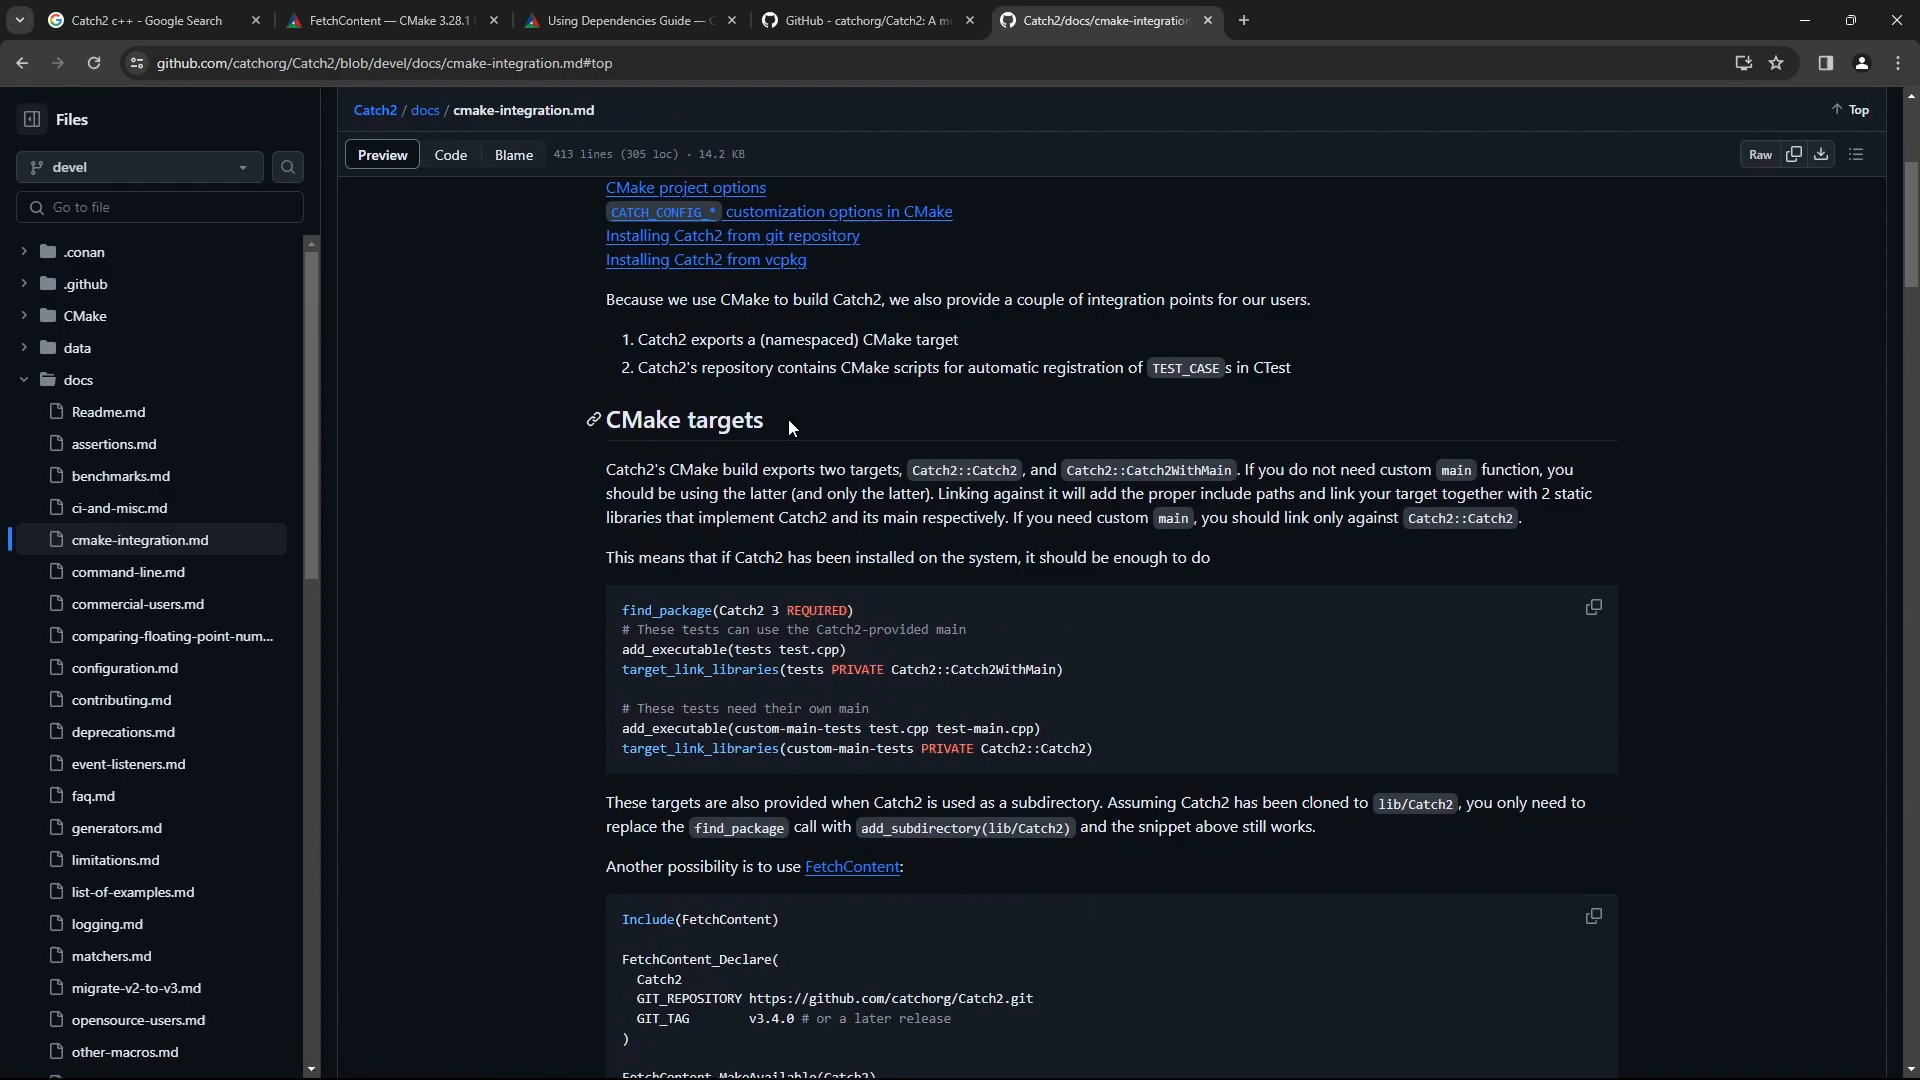 Catch2 c++ - Google Search
FetchContent — CMake 3.28.1
Using Dependencies Guide —
GitHub - catchorg/Catch2: A m
Catch2/docs/cmake-integration
github.com/catchorg/Catch2/blob/devel/docs/cmake-integration.md#top
Files
devel
Go to file
.conan
.github
CMake
data
docs
Readme.md
assertions.md
benchmarks.md
ci-and-misc.md
cmake-integration.md
command-line.md
commercial-users.md
comparing-floating-point-num...
configuration.md
contributing.md
deprecations.md
event-listeners.md
faq.md
generators.md
limitations.md
list-of-examples.md
logging.md
matchers.md
migrate-v2-to-v3.md
opensource-users.md
other-macros.md
Catch2 / docs / cmake-integration.md
Top
Preview Code Blame 413 lines (305 loc) · 14.2 KB
Raw
CMake project options
CATCH_CONFIG_* customization options in CMake
Installing Catch2 from git repository
Installing Catch2 from vcpkg
Because we use CMake to build Catch2, we also provide a couple of integration points for our users.
1. Catch2 exports a (namespaced) CMake target
2. Catch2's repository contains CMake scripts for automatic registration of TEST_CASE s in CTest
CMake targets
Catch2's CMake build exports two targets, Catch2::Catch2 , and Catch2::Catch2WithMain . If you do not need custom main function, you
should be using the latter (and only the latter). Linking against it will add the proper include paths and link your target together with 2 static
libraries that implement Catch2 and its main respectively. If you need custom main , you should link only against Catch2::Catch2 .
This means that if Catch2 has been installed on the system, it should be enough to do
find_package(Catch2 3 REQUIRED)
# These tests can use the Catch2-provided main
add_executable(tests test.cpp)
target_link_libraries(tests PRIVATE Catch2::Catch2WithMain)
# These tests need their own main
add_executable(custom-main-tests test.cpp test-main.cpp)
target_link_libraries(custom-main-tests PRIVATE Catch2::Catch2)
These targets are also provided when Catch2 is used as a subdirectory. Assuming Catch2 has been cloned to lib/Catch2 , you only need to
replace the find_package call with add_subdirectory(lib/Catch2) and the snippet above still works.
Another possibility is to use FetchContent:
Include(FetchContent)
FetchContent_Declare(
Catch2
GIT_REPOSITORY https://github.com/catchorg/Catch2.git
GIT_TAG v3.4.0 # or a later release
)
FetchContent_MakeAvailable(Catch2)